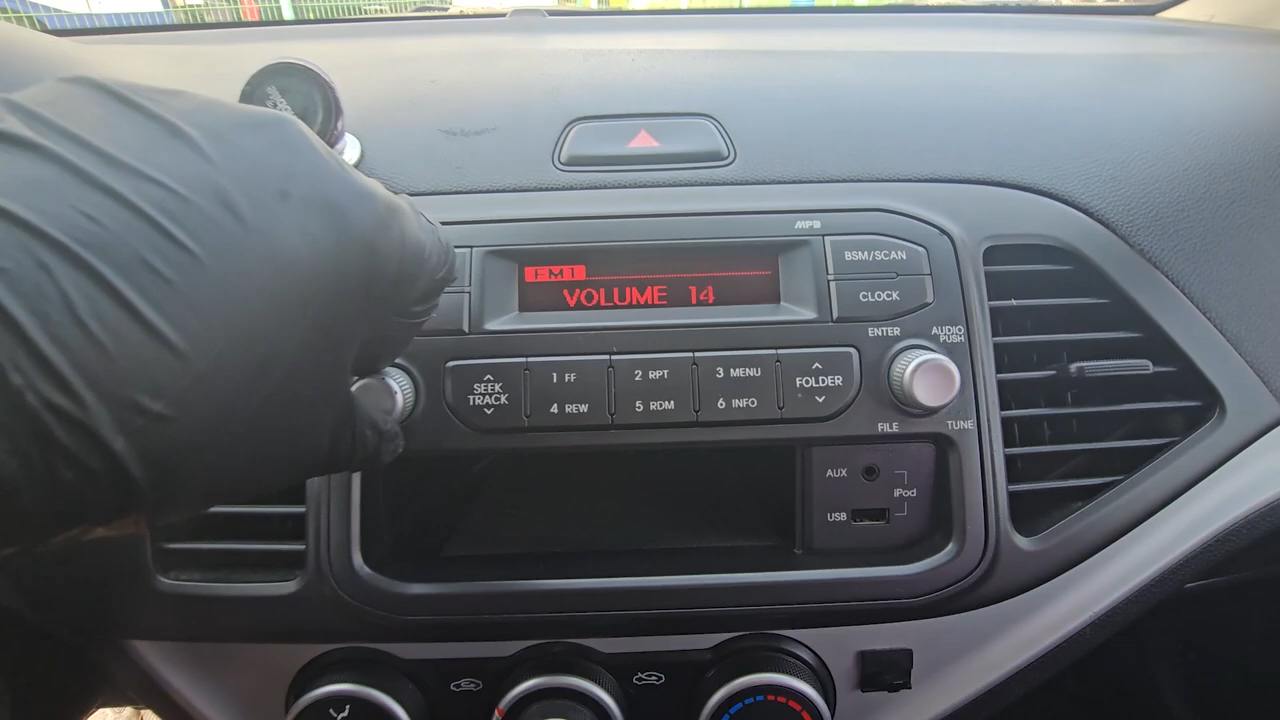 MP3
BSM/SCAN
FM1
VOLUME 14
CLOCK
ENTER
AUDIO
PUSH
SEEK
TRACK
1 FF
2 RPT
3 MENU
FOLDER
4 REW
5 RDM
6 INFO
FILE
TUNE
AUX
iPod
USB